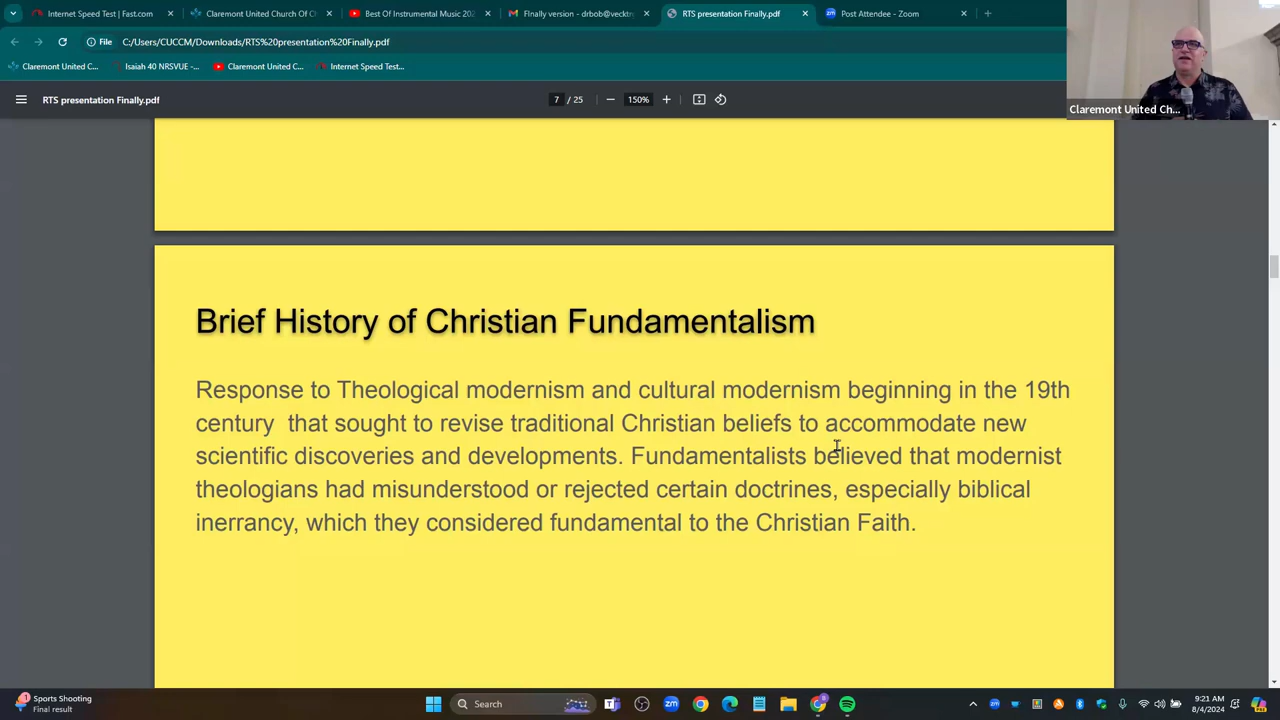 Internet Speed Test | Fast.com
Claremont United Church Of Ch
Best Of Instrumental Music 202
Finally version - drbob@vecktro
RTS presentation Finally.pdf
Post Attendee - Zoom
File C:/Users/CUCCM/Downloads/RTS%20presentation%20Finally.pdf
Claremont United C...
Isaiah 40 NRSVUE -...
Claremont United C...
Internet Speed Test...
RTS presentation Finally.pdf
7 / 25
150%
Claremont United Ch...
Brief History of Christian Fundamentalism
Response to Theological modernism and cultural modernism beginning in the 19th
century that sought to revise traditional Christian beliefs to accommodate new
scientific discoveries and developments. Fundamentalists believed that modernist
theologians had misunderstood or rejected certain doctrines, especially biblical
inerrancy, which they considered fundamental to the Christian Faith.
1
Sports Shooting
Final result
Search
zm
zm
9:21 AM
8/4/2024